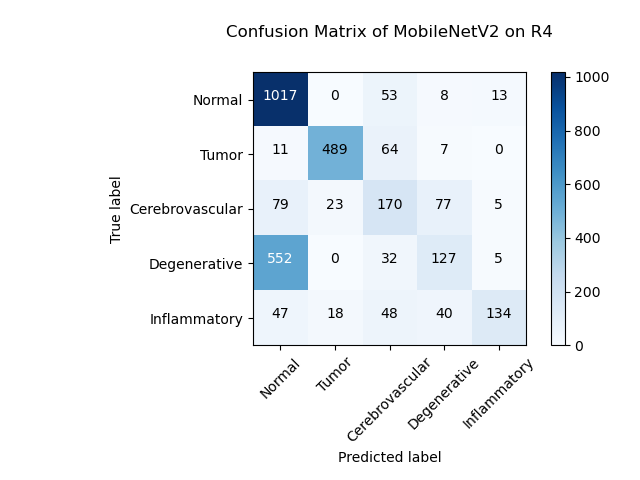 Confusion Matrix of MobileNetV2 on R4
True label
Normal 1017 0 53 8 13
Tumor 11 489 64 7 0
Cerebrovascular 79 23 170 77 5
Degenerative 552 0 32 127 5
Inflammatory 47 18 48 40 134
Normal Tumor Cerebrovascular Degenerative Inflammatory
Predicted label
1000
800
600
400
200
0